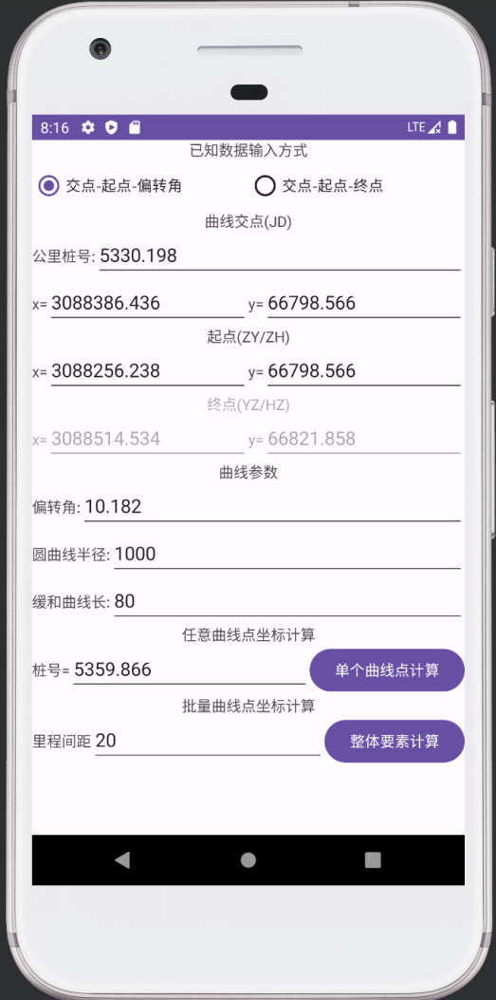 8:16 LTE
已知数据输入方式
交点-起点-偏转角 交点-起点-终点
曲线交点(JD)
公里桩号: 5330.198
x= 3088386.436 y= 66798.566
起点(ZY/ZH)
x= 3088256.238 y= 66798.566
终点(YZ/HZ)
x= 3088514.534 y= 66821.858
曲线参数
偏转角: 10.182
圆曲线半径: 1000
缓和曲线长: 80
任意曲线点坐标计算
桩号= 5359.866 单个曲线点计算
批量曲线点坐标计算
里程间距 20 整体要素计算